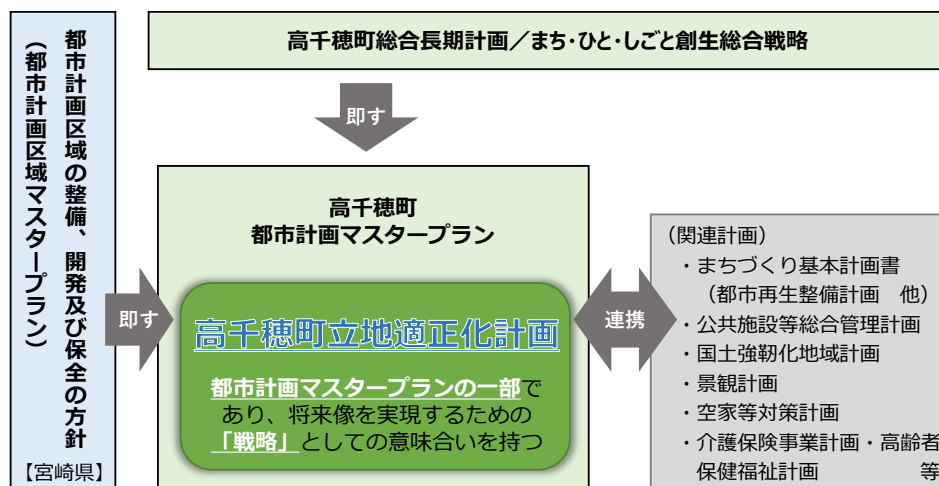 都市計画区域の整備、開発及び保全の方針
（都市計画区域マスタープラン）
【宮崎県】
高千穂町総合長期計画／まち・ひと・しごと創生総合戦略
即す
高千穂町
都市計画マスタープラン
即す
高千穂町立地適正化計画
都市計画マスタープランの一部で
あり、将来像を実現するための
「戦略」としての意味合いを持つ
連携
（関連計画）
・まちづくり基本計画書
（都市再生整備計画　他）
・公共施設等総合管理計画
・国土強靭化地域計画
・景観計画
・空家等対策計画
・介護保険事業計画・高齢者
保健福祉計画　　　　　等